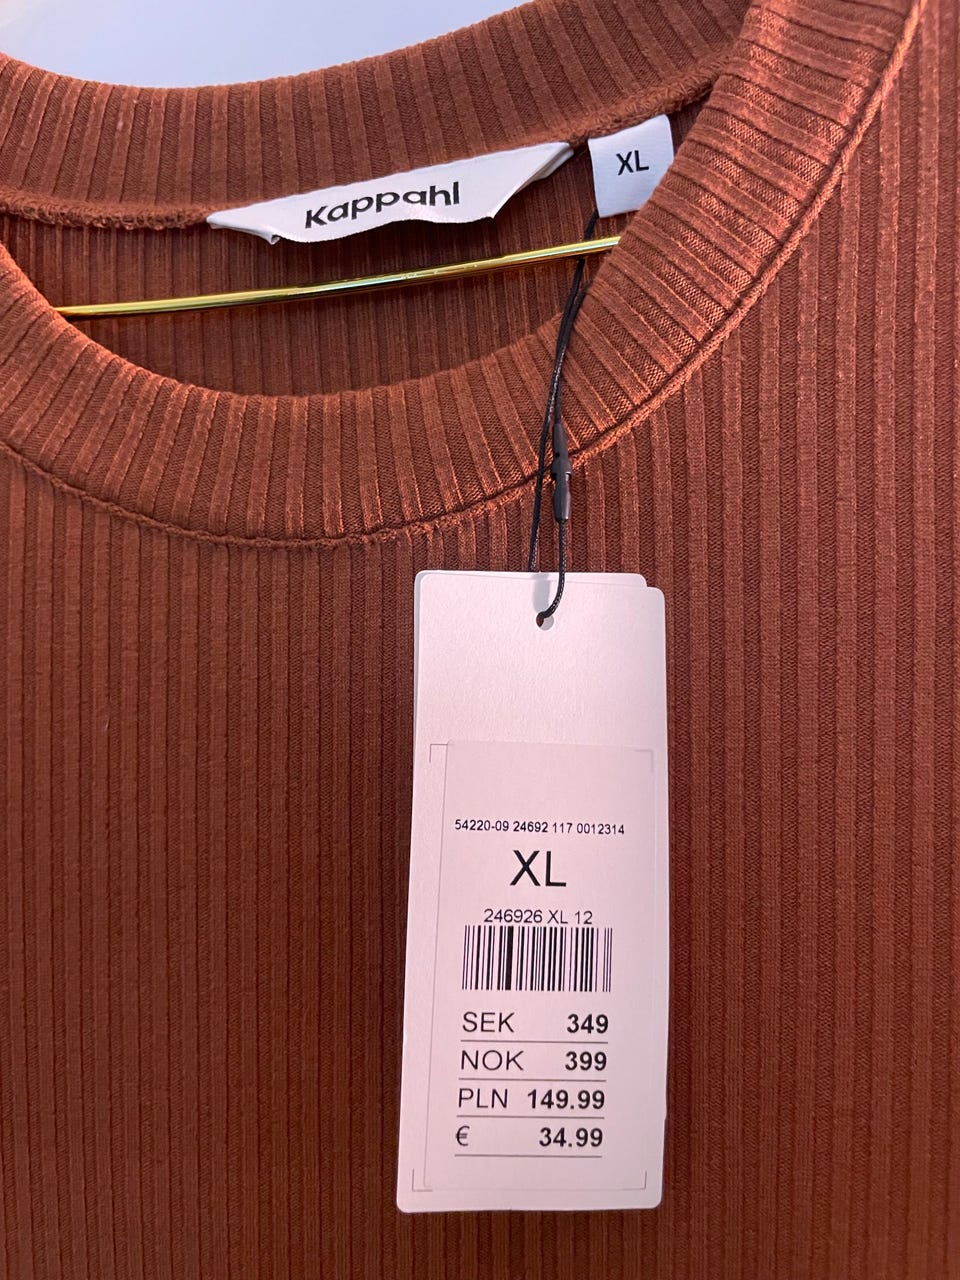 Kappahl
XL
54220-09 24692 117 0012314
XL
246926 XL 12
SEK 349
NOK 399
PLN 149.99
€ 34.99